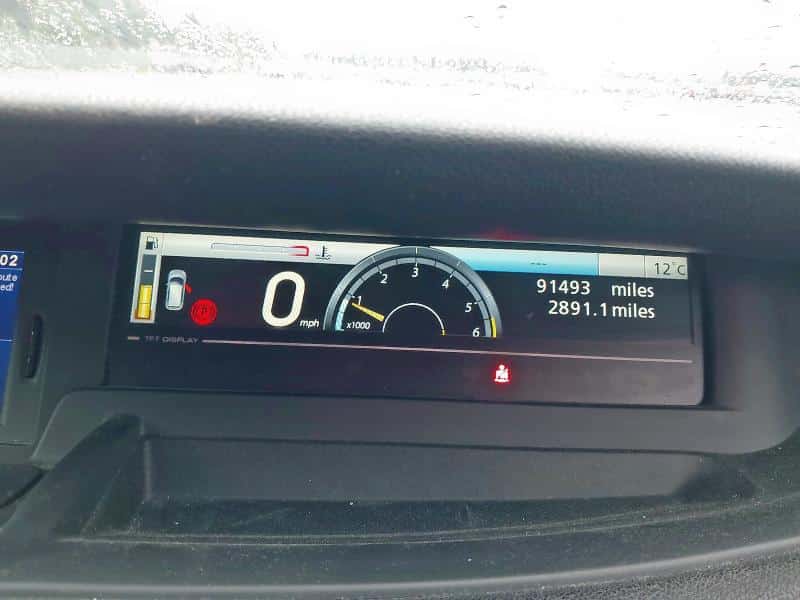 02
oute
ed!
0 mph
1 2 3 4 5 6
x1000
12°C
91493 miles
2891.1 miles
(P)
TFT DISPLAY